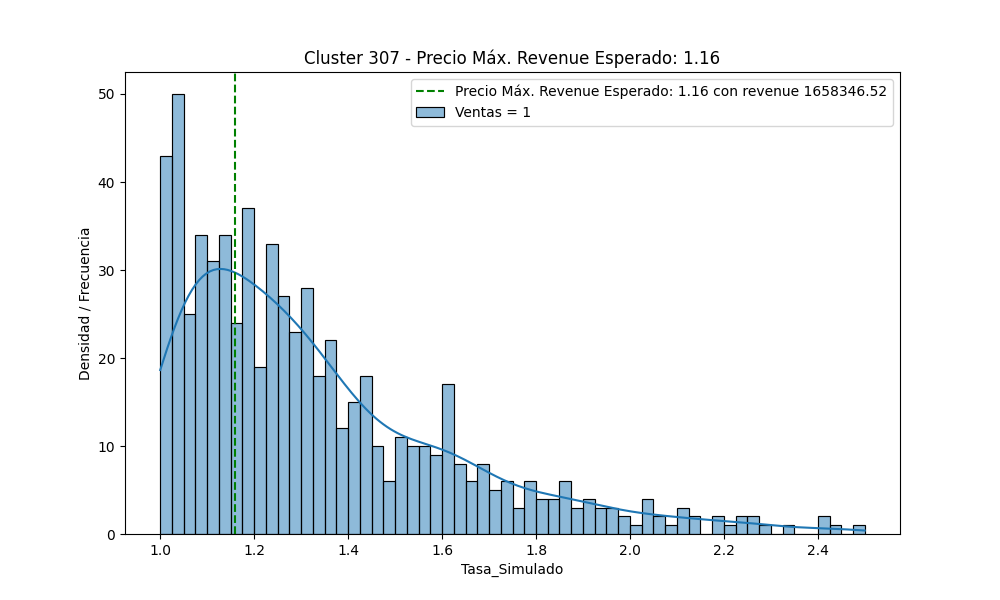 Cluster 307 - Precio Máx. Revenue Esperado: 1.16
Precio Máx. Revenue Esperado: 1.16 con revenue 1658346.52
Ventas = 1
Densidad / Frecuencia
50
40
30
20
10
0
1.0 1.2 1.4 1.6 1.8 2.0 2.2 2.4
Tasa_Simulado